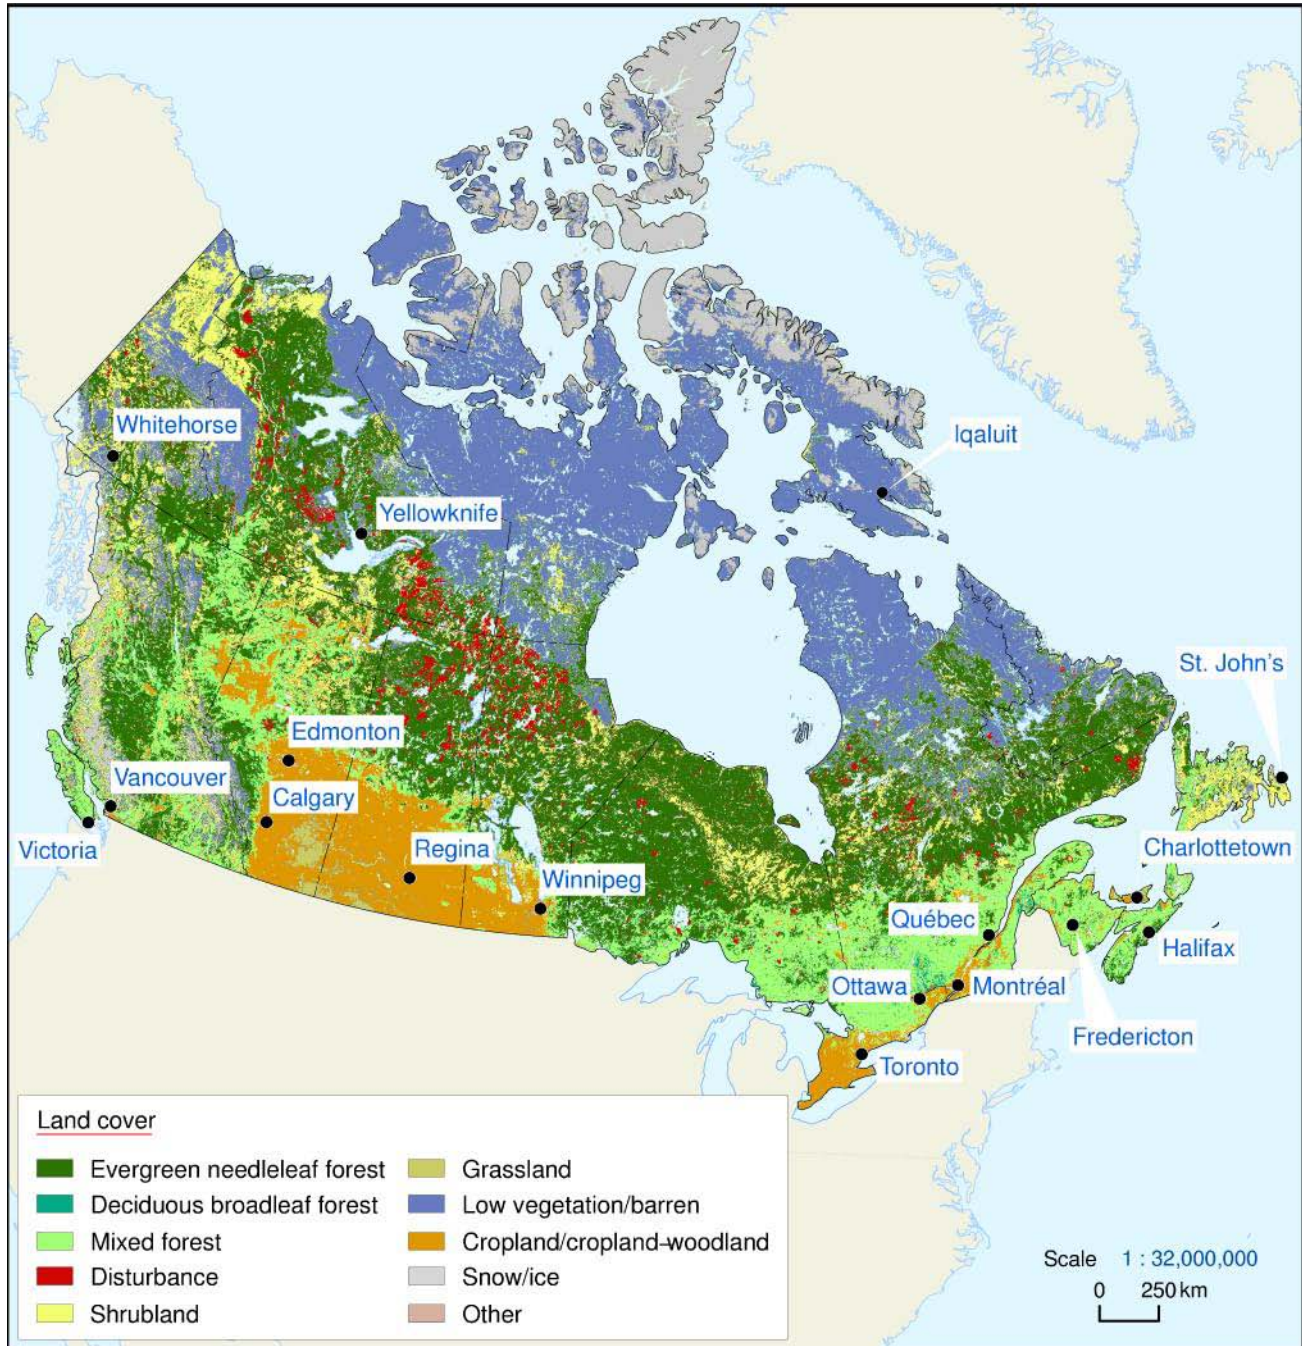 Whitehorse
Iqaluit
Yellowknife
St. John's
Edmonton
Vancouver
Calgary
Victoria
Regina
Charlottetown
Winnipeg
Québec
Halifax
Ottawa
Montréal
Fredericton
Toronto
Land cover
Evergreen needleleaf forest
Deciduous broadleaf forest
Mixed forest
Disturbance
Shrubland
Grassland
Low vegetation/barren
Cropland/cropland-woodland
Snow/ice
Other
Scale 1 : 32,000,000
0 250 km